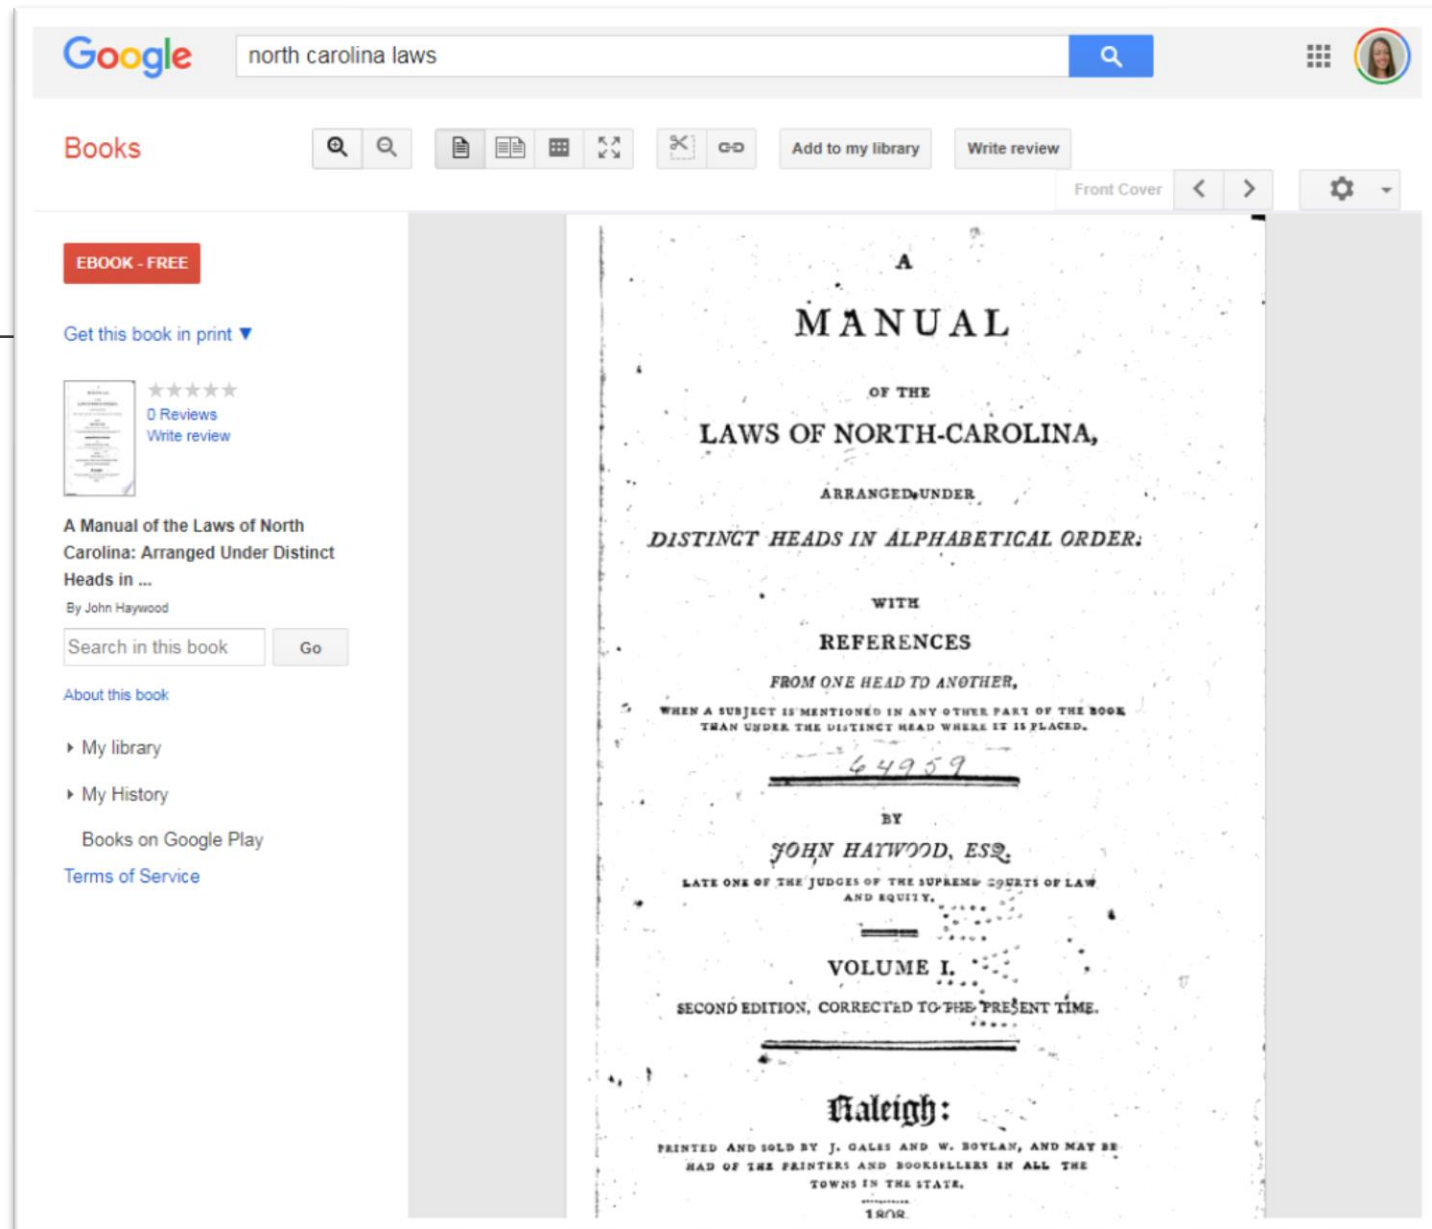 Google
north carolina laws
Books
Add to my library
Write review
Front Cover
EBOOK - FREE
Get this book in print ▼
0 Reviews
Write review
A Manual of the Laws of North
Carolina: Arranged Under Distinct
Heads in ...
By John Haywood
Search in this book
Go
About this book
My library
My History
Books on Google Play
Terms of Service
A
MANUAL
OF THE
LAWS OF NORTH-CAROLINA,
ARRANGED UNDER
DISTINCT HEADS IN ALPHABETICAL ORDER:
WITH
REFERENCES
FROM ONE HEAD TO ANOTHER,
WHEN A SUBJECT IS MENTIONED IN ANY OTHER PART OF THE BOOK
THAN UNDER THE DISTINCT HEAD WHERE IT IS PLACED.
64959
BY
JOHN HAYWOOD, ESQ.
LATE ONE OF THE JUDGES OF THE SUPREME COURTS OF LAW
AND EQUITY.
VOLUME I.
SECOND EDITION, CORRECTED TO THE PRESENT TIME.
Raleigh:
PRINTED AND SOLD BY J. GALES AND W. BOYLAN, AND MAY BE
HAD OF THE PRINTERS AND BOOKSELLERS IN ALL THE
TOWNS IN THE STATE.
1808.